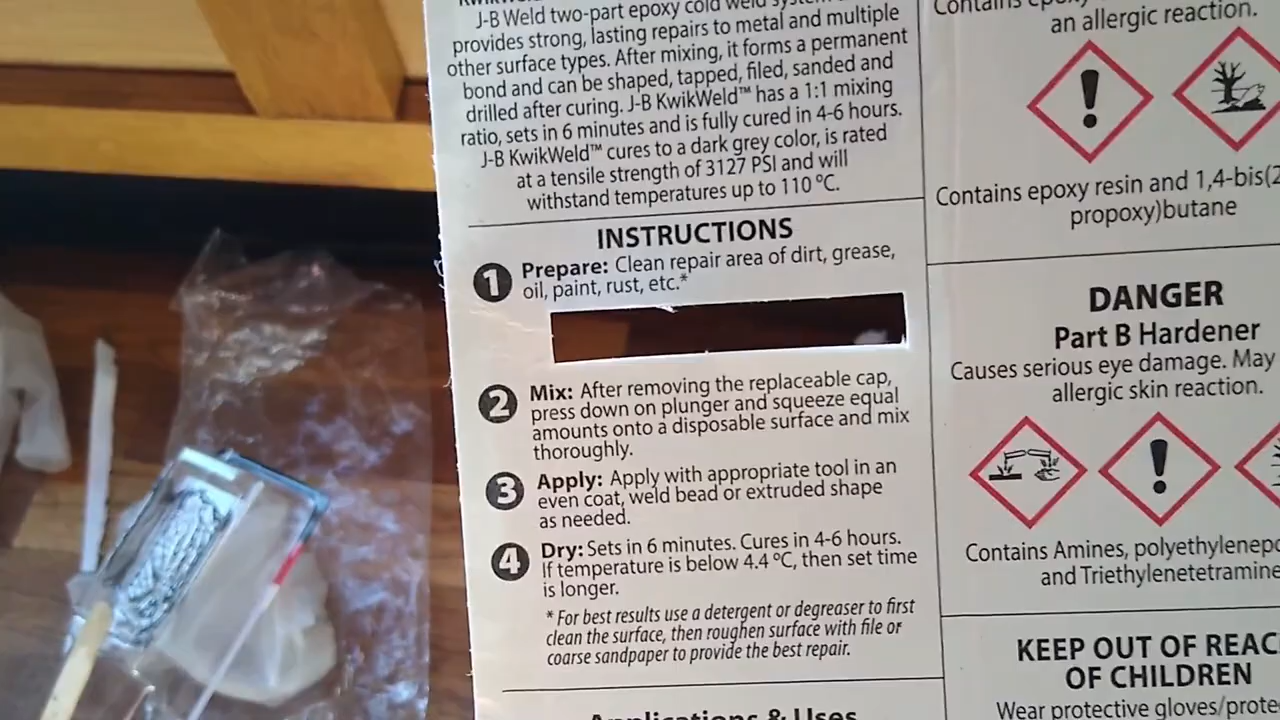 J-B Weld two-part epoxy cold weld system
provides strong, lasting repairs to metal and multiple
other surface types. After mixing, it forms a permanent
bond and can be shaped, tapped, filed, sanded and
drilled after curing. J-B KwikWeld™ has a 1:1 mixing
ratio, sets in 6 minutes and is fully cured in 4-6 hours.
J-B KwikWeld™ cures to a dark grey color, is rated
at a tensile strength of 3127 PSI and will
withstand temperatures up to 110 ºC.
INSTRUCTIONS
1 Prepare: Clean repair area of dirt, grease,
oil, paint, rust, etc.*
2 Mix: After removing the replaceable cap,
press down on plunger and squeeze equal
amounts onto a disposable surface and mix
thoroughly.
3 Apply: Apply with appropriate tool in an
even coat, weld bead or extruded shape
as needed.
4 Dry: Sets in 6 minutes. Cures in 4-6 hours.
If temperature is below 4.4 ºC, then set time
is longer.
* For best results use a detergent or degreaser to first
clean the surface, then roughen surface with file or
coarse sandpaper to provide the best repair.
Applications & Uses
Contains
an allergic reaction.
Contains epoxy resin and 1,4-bis(2
propoxy)butane
DANGER
Part B Hardener
Causes serious eye damage. May
allergic skin reaction.
Contains Amines, polyethylenepo
and Triethylenetetramine
KEEP OUT OF REAC
OF CHILDREN
Wear protective gloves/prote